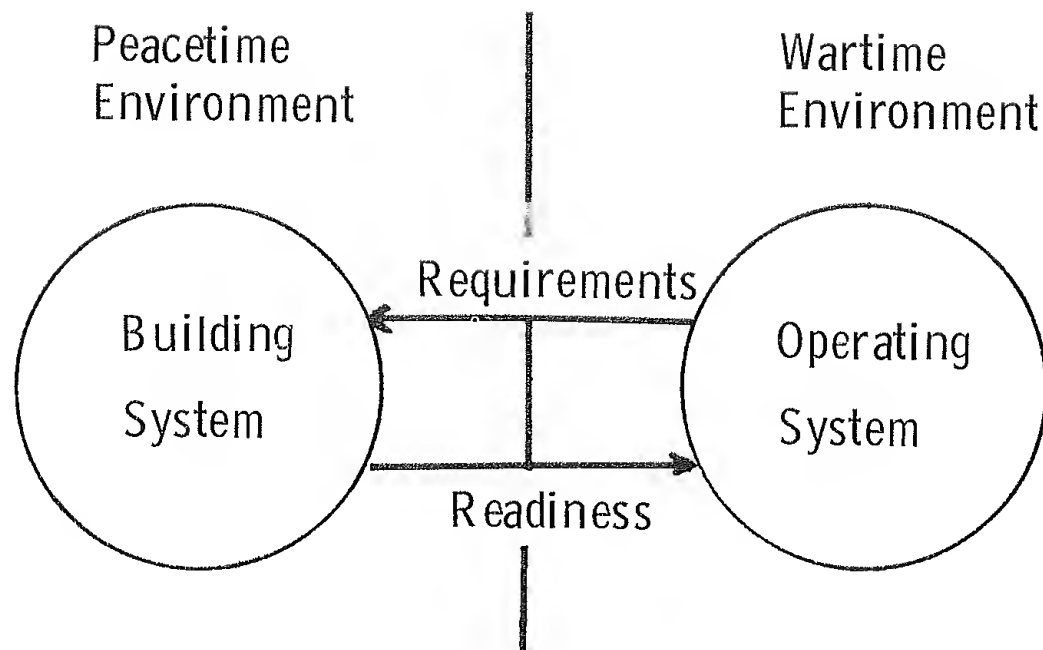 Peacetime
Environment
Wartime
Environment
Requirements
Building
System
Operating
System
Readiness